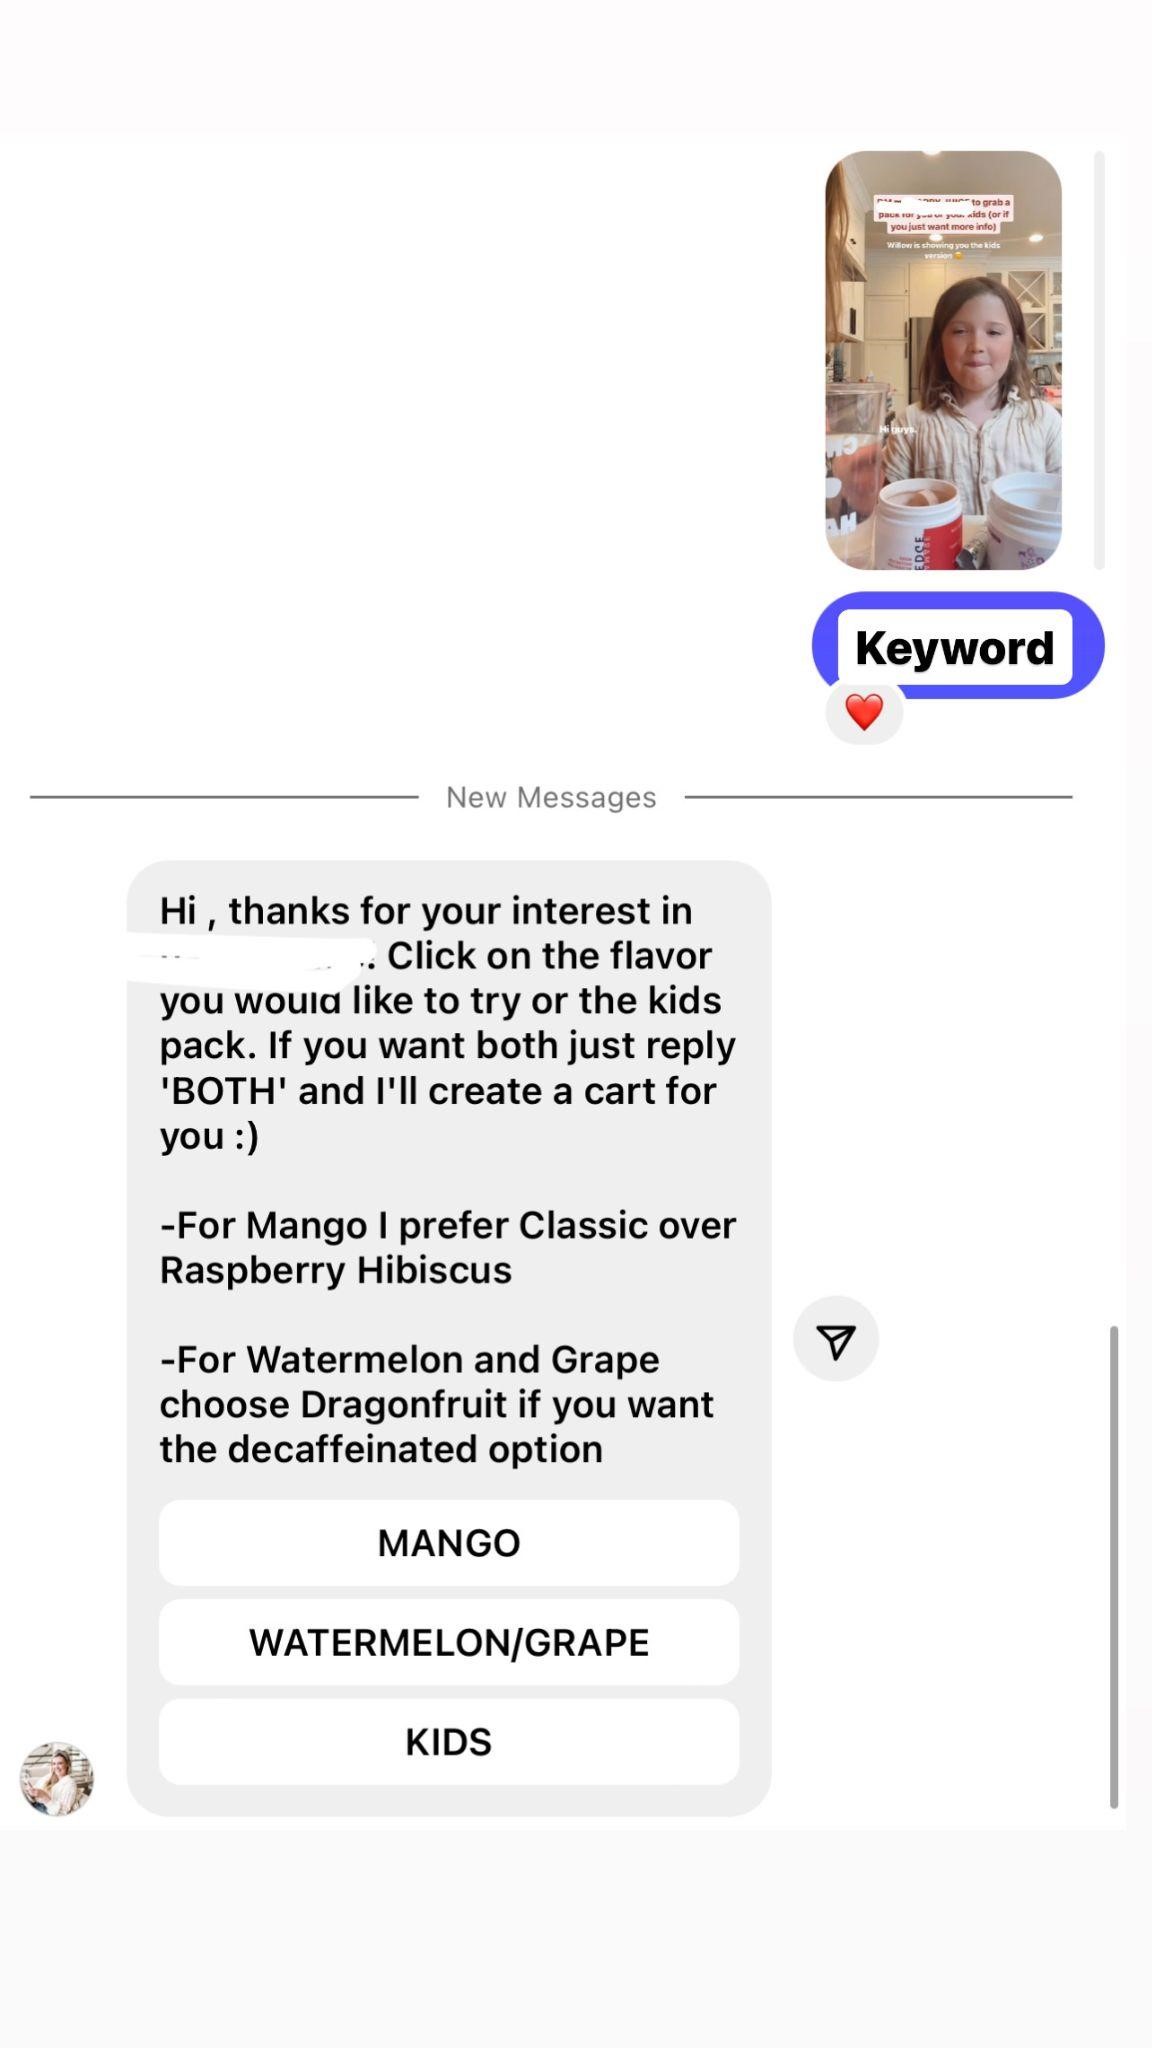 to grab a
pack for you or your kids (or if
you just want more info)
Willow is showing you the kids
version
Hi guys.
EDGE
Keyword
New Messages
Hi , thanks for your interest in
. Click on the flavor
you would like to try or the kids
pack. If you want both just reply
'BOTH' and I'll create a cart for
you :)
-For Mango I prefer Classic over
Raspberry Hibiscus
-For Watermelon and Grape
choose Dragonfruit if you want
the decaffeinated option
MANGO
WATERMELON/GRAPE
KIDS